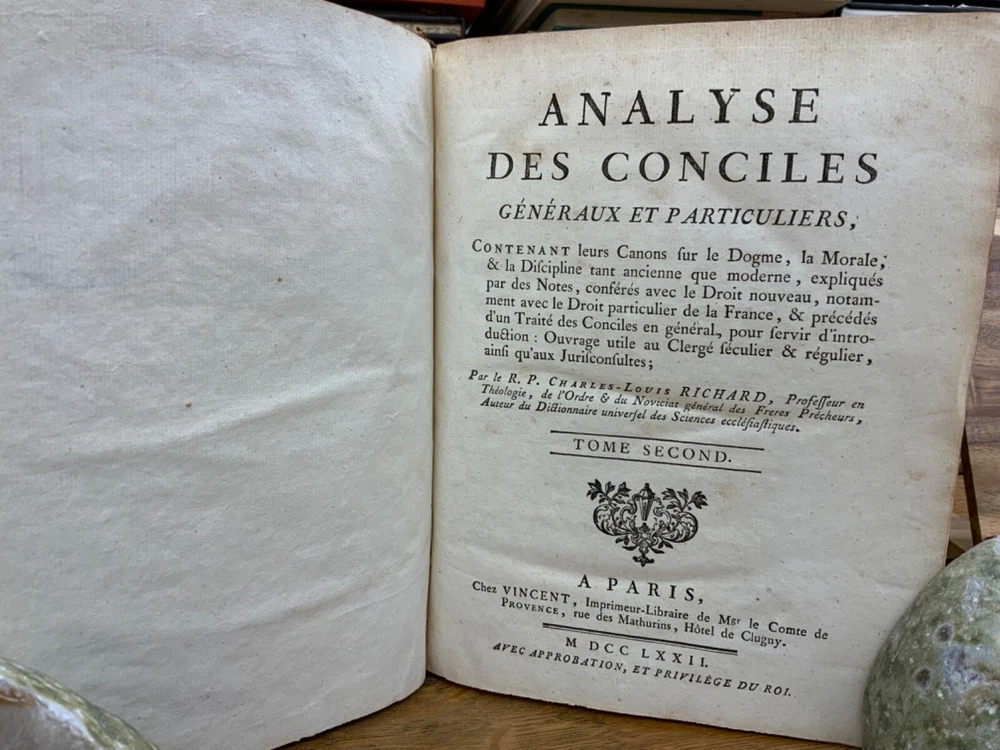 ANALYSE
DES CONCILES
GÉNÉRAUX ET PARTICULIERS,
CONTENANT leurs Canons ſur le Dogme, la Morale,
& la Diſcipline tant ancienne que moderne, expliqués
par des Notes, conférés avec le Droit nouveau, notam-
ment avec le Droit particulier de la France, & précédés
d'un Traité des Conciles en général, pour ſervir d'intro-
duction : Ouvrage utile au Clergé ſéculier & régulier,
ainſi qu'aux Juriſconſultes;
Par le R. P. CHARLES-LOUIS RICHARD, Profeſſeur en
Théologie, de l'Ordre & du Noviciat général des Freres Prêcheurs,
Auteur du Dictionnaire univerſel des Sciences eccléſiaſtiques.
TOME SECOND.
A PARIS,
Chez VINCENT, Imprimeur-Libraire de Mgr le Comte de
PROVENCE, rue des Mathurins, Hôtel de Clugny.
M DCC LXXII.
AVEC APPROBATION, ET PRIVILÉGE DU ROI.